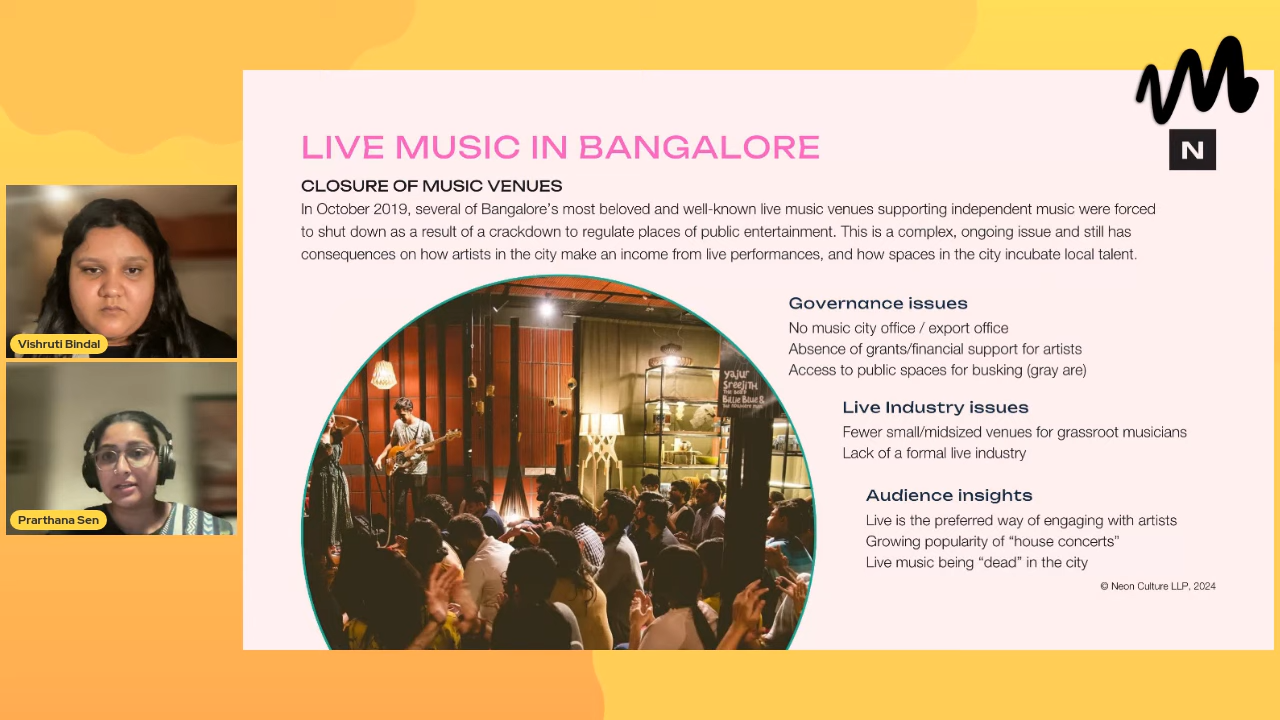 LIVE MUSIC IN BANGALORE
N
CLOSURE OF MUSIC VENUES
In October 2019, several of Bangalore's most beloved and well-known live music venues supporting independent music were forced
to shut down as a result of a crackdown to regulate places of public entertainment. This is a complex, ongoing issue and still has
consequences on how artists in the city make an income from live performances, and how spaces in the city incubate local talent.
Governance issues
No music city office / export office
Absence of grants/financial support for artists
Access to public spaces for busking (gray are)
Live Industry issues
Fewer small/midsized venues for grassroot musicians
Lack of a formal live industry
Audience insights
Live is the preferred way of engaging with artists
Growing popularity of “house concerts”
Live music being “dead” in the city
© Neon Culture LLP, 2024
yajur
SreeJITH
Billie Blue
Vishruti Bindal
Prarthana Sen